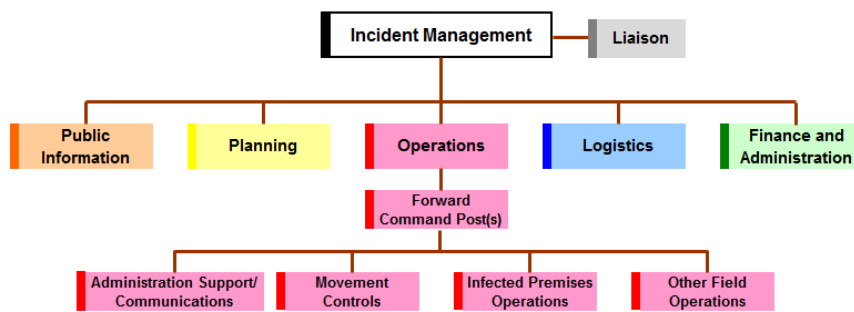 Incident Management
Liaison
Public
Information
Planning
Operations
Logistics
Finance and
Administration
Forward
Command Post(s)
Administration Support/
Communications
Movement
Controls
Infected Premises
Operations
Other Field
Operations